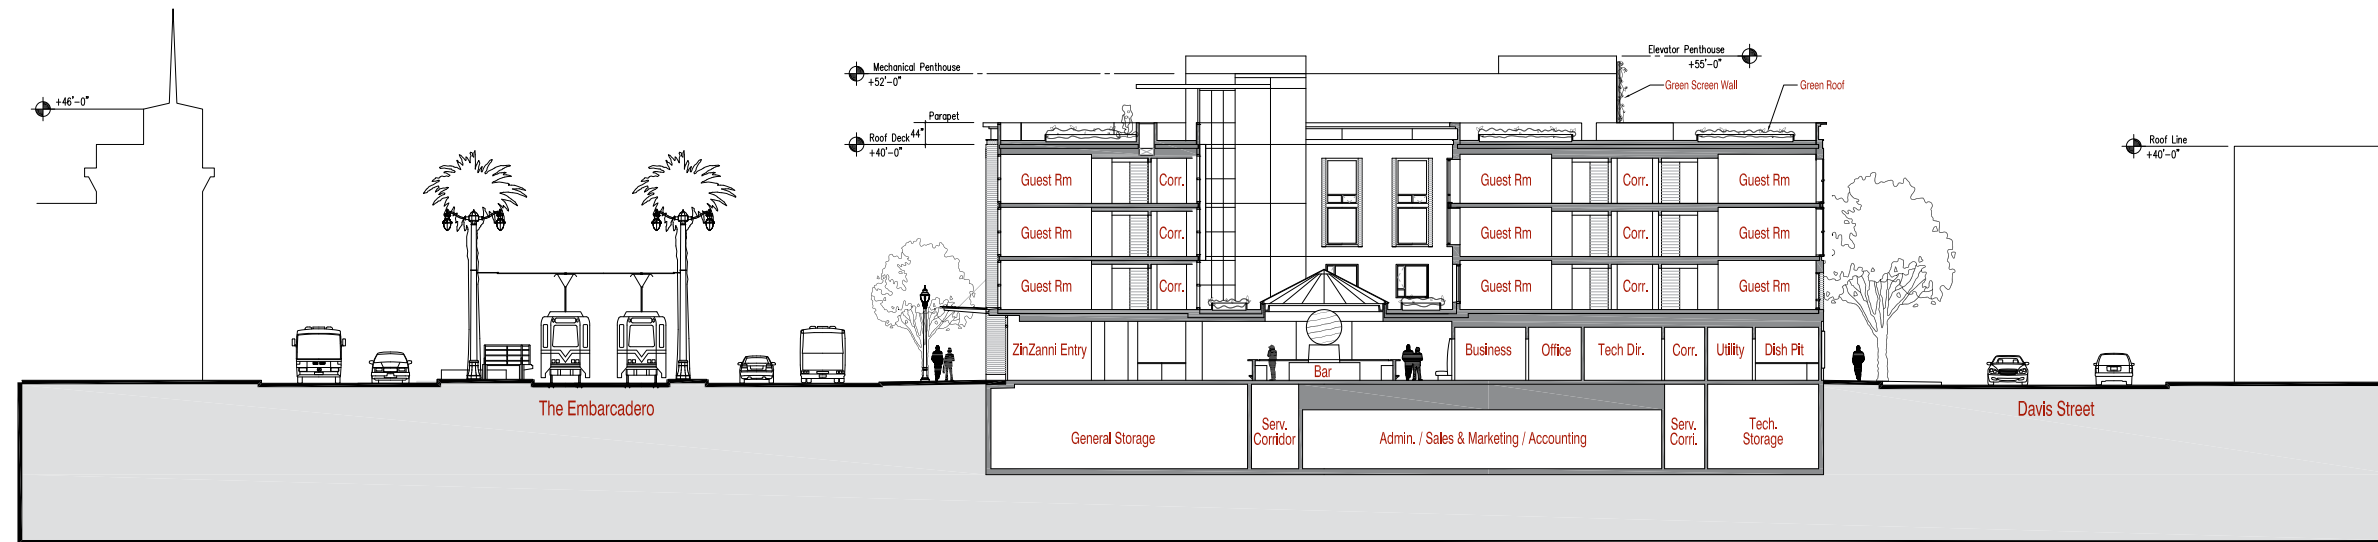 Elevator Penthouse
+55'-0"
Mechanical Penthouse
+52'-0"
Green Screen Wall
Green Roof
+46'-0"
Parapet
44"
Roof Deck
+40'-0"
Roof Line
+40'-0"
Guest Rm Corr. Guest Rm Corr. Guest Rm
Guest Rm Corr. Guest Rm Corr. Guest Rm
Guest Rm Corr. Guest Rm Corr. Guest Rm
ZinZanni Entry Business Office Tech Dir. Corr. Utility Dish Pit
Bar
The Embarcadero
Davis Street
General Storage
Serv.
Corridor
Admin. / Sales & Marketing / Accounting
Serv.
Corri.
Tech.
Storage